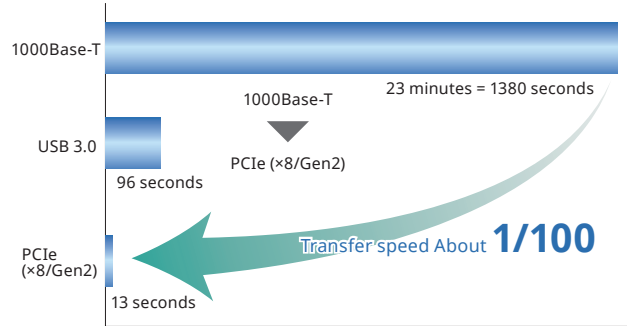 1000Base-T
23 minutes = 1380 seconds
1000Base-T
PCIe (×8/Gen2)
USB 3.0
96 seconds
Transfer speed About 1/100
PCIe
(×8/Gen2)
13 seconds